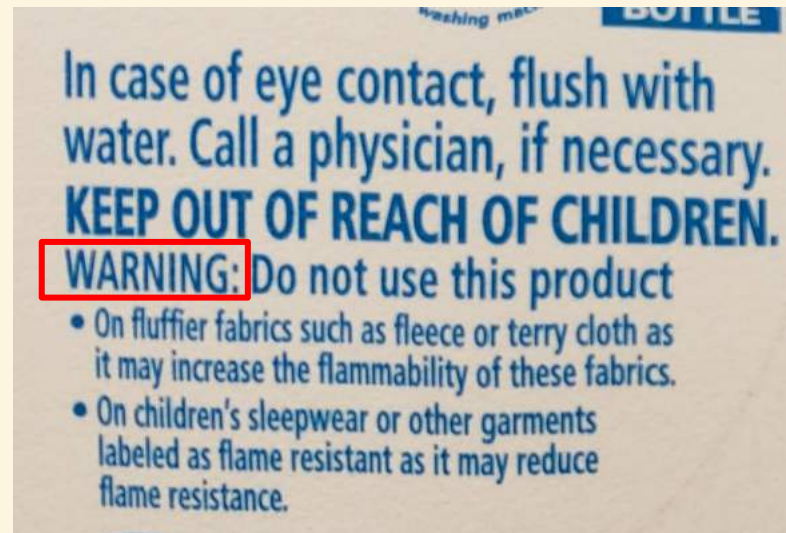 washing
BOTTLE
In case of eye contact, flush with
water. Call a physician, if necessary.
KEEP OUT OF REACH OF CHILDREN.
WARNING: Do not use this product
• On fluffier fabrics such as fleece or terry cloth as
it may increase the flammability of these fabrics.
• On children's sleepwear or other garments
labeled as flame resistant as it may reduce
flame resistance.